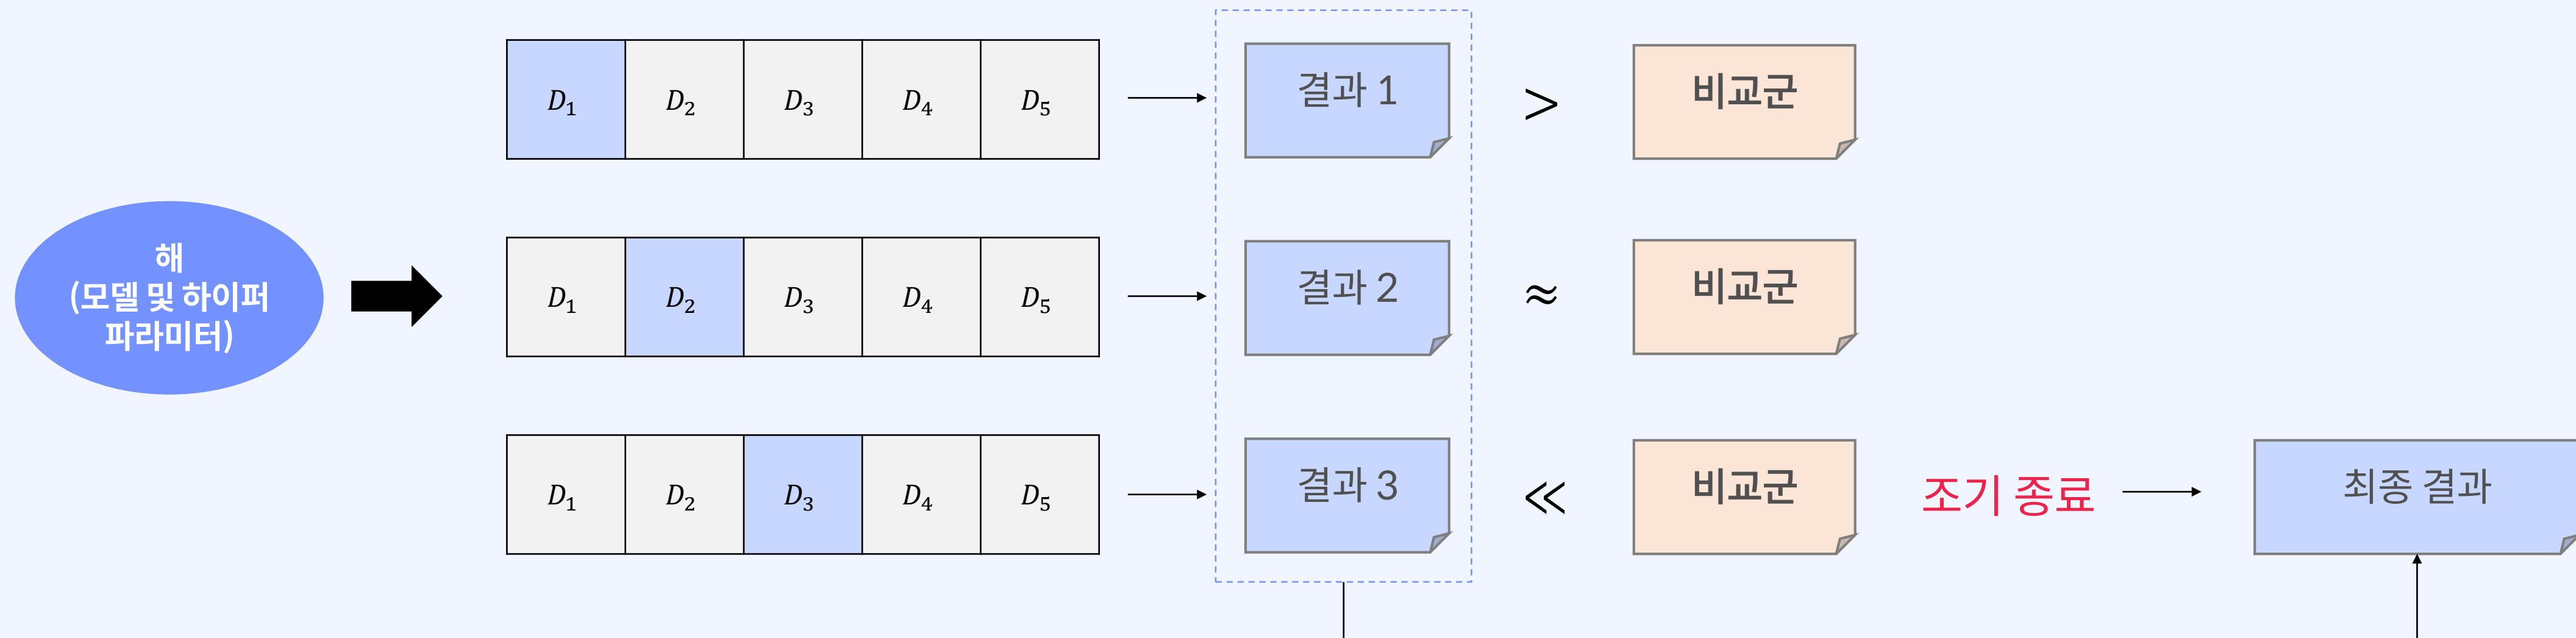 해
(모델 및 하이퍼
파라미터)
D₁ D₂ D₃ D₄ D₅
결과 1
>
비교군
D₁ D₂ D₃ D₄ D₅
결과 2
≈
비교군
D₁ D₂ D₃ D₄ D₅
결과 3
≪
비교군
조기 종료
최종 결과